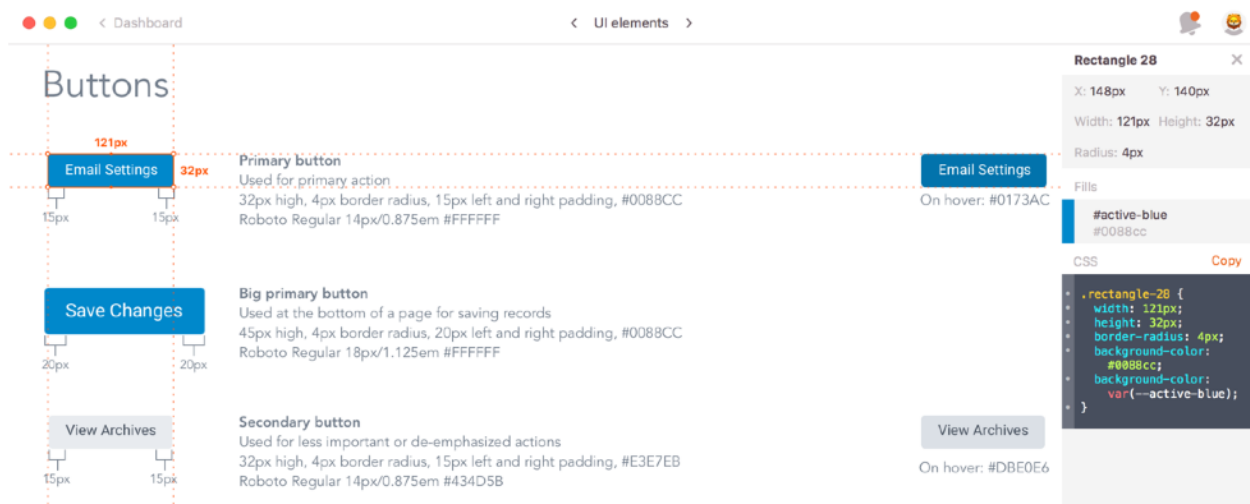 Dashboard
UI elements
Buttons
121px
Email Settings
32px
15px
15px
Primary button
Used for primary action
32px high, 4px border radius, 15px left and right padding, #0088CC
Roboto Regular 14px/0.875em #FFFFFF
Email Settings
On hover: #0173AC
Save Changes
20px
20px
Big primary button
Used at the bottom of a page for saving records
45px high, 4px border radius, 20px left and right padding, #0088CC
Roboto Regular 18px/1.125em #FFFFFF
View Archives
15px
15px
Secondary button
Used for less important or de-emphasized actions
32px high, 4px border radius, 15px left and right padding, #E3E7EB
Roboto Regular 14px/0.875em #434D5B
View Archives
On hover: #DBE0E6
Rectangle 28
X: 148px Y: 140px
Width: 121px Height: 32px
Radius: 4px
Fills
#active-blue
#0088cc
CSS Copy
.rectangle-28 {
width: 121px;
height: 32px;
border-radius: 4px;
background-color:
#0088cc;
background-color:
var(--active-blue);
}